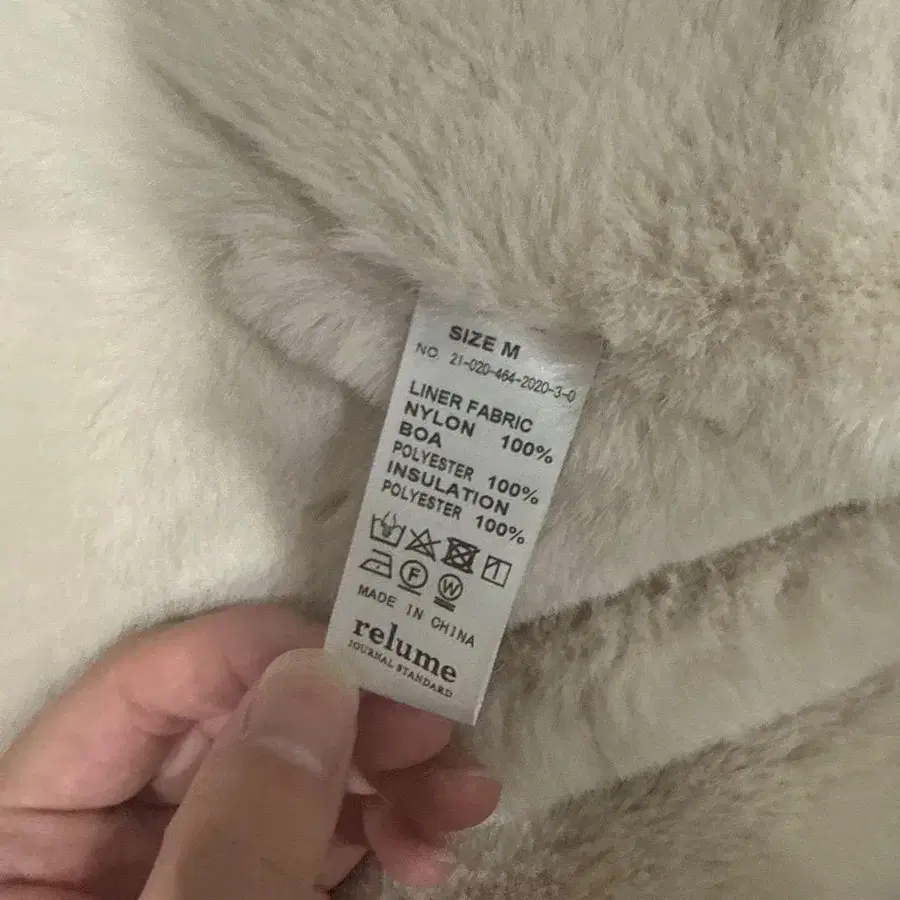 SIZE M
NO. 21-020-464-2020-3-0
LINER FABRIC
NYLON 100%
BOA
POLYESTER 100%
INSULATION
POLYESTER 100%
F W
MADE IN CHINA
relume
JOURNAL STANDARD